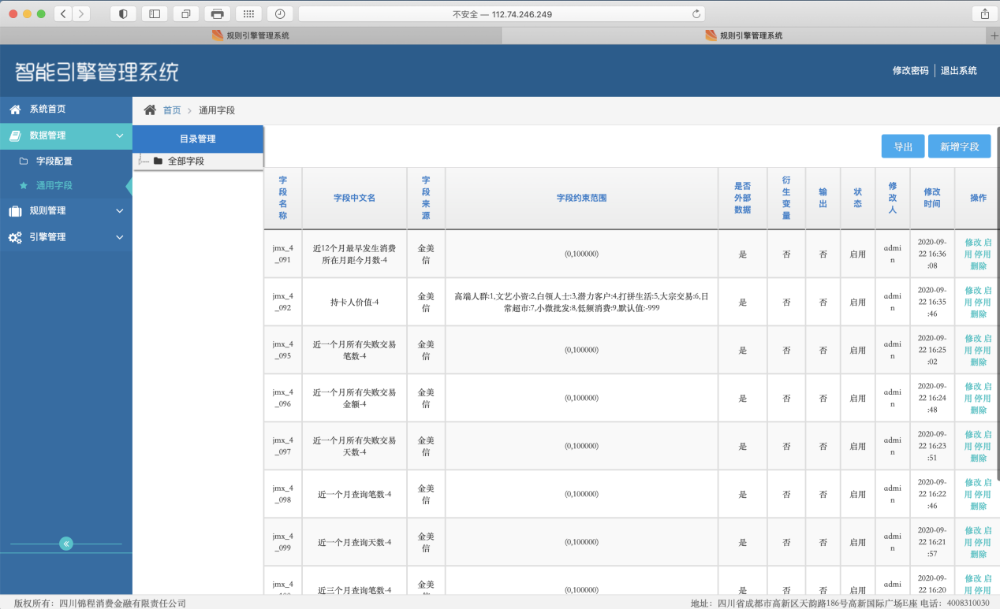 不安全 — 112.74.246.249
规则引擎管理系统
规则引擎管理系统
智能引擎管理系统
修改密码
退出系统
系统首页
数据管理
字段配置
通用字段
规则管理
引擎管理
首页 > 通用字段
目录管理
全部字段
导出
新增字段
字
段
名
称
字段中文名
字
段
来
源
字段约束范围
是否
外部
数据
衍
生
变
量
输
出
状
态
修
改
人
修改
时间
操作
jmx_4
_091
近12个月最早发生消费
所在月距今月数-4
金美
信
(0,100000)
是
否
否
启用
admi
n
2020-09-
22 16:36
:08
修改 启
用 停用
删除
jmx_4
_092
持卡人价值-4
金美
信
高端人群:1,文艺小资:2,白领人士:3,潜力客户:4,打拼生活:5,大宗交易:6,日
常超市:7,小微批发:8,低频消费:9,默认值:-999
是
否
否
启用
admi
n
2020-09-
22 16:35
:46
修改 启
用 停用
删除
jmx_4
_095
近一个月所有失败交易
笔数-4
金美
信
(0,100000)
是
否
否
启用
admi
n
2020-09-
22 16:25
:02
修改 启
用 停用
删除
jmx_4
_096
近一个月所有失败交易
金额-4
金美
信
(0,100000)
是
否
否
启用
admi
n
2020-09-
22 16:24
:48
修改 启
用 停用
删除
jmx_4
_097
近一个月所有失败交易
天数-4
金美
信
(0,100000)
是
否
否
启用
admi
n
2020-09-
22 16:23
:51
修改 启
用 停用
删除
jmx_4
_098
近一个月查询笔数-4
金美
信
(0,100000)
是
否
否
启用
admi
n
2020-09-
22 16:22
:46
修改 启
用 停用
删除
jmx_4
_099
近一个月查询天数-4
金美
信
(0,100000)
是
否
否
启用
admi
n
2020-09-
22 16:21
:57
修改 启
用 停用
删除
jmx_4
近三个月查询笔数-4
金美
(0,100000)
是
否
否
启用
admi
2020-09-
22 16:20
修改 启
用 停用
版权所有：四川锦程消费金融有限责任公司
地址：四川省成都市高新区天韵路186号高新国际广场E座 电话：4008310030